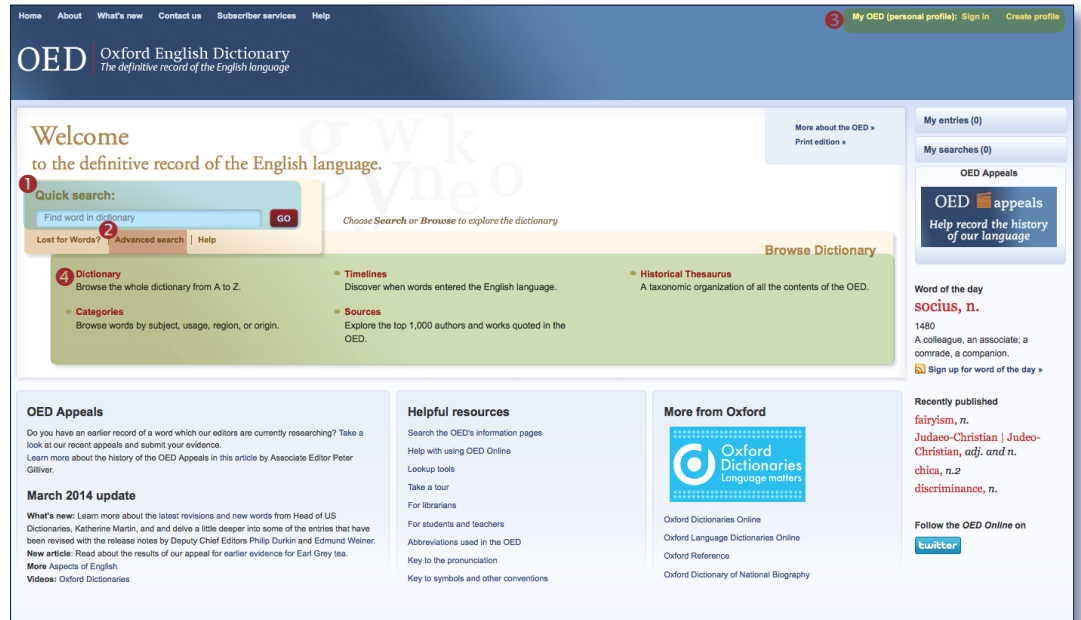 Home About What's new Contact us Subscriber services Help
3 My OED (personal profile): Sign in Create profile
OED Oxford English Dictionary
The definitive record of the English language
Welcome
to the definitive record of the English language.
g w k
y n e o
More about the OED »
Print edition »
1
Quick search:
Find word in dictionary GO
2
Lost for Words? | Advanced search | Help
Choose Search or Browse to explore the dictionary
Browse Dictionary
4 Dictionary
Browse the whole dictionary from A to Z.
Categories
Browse words by subject, usage, region, or origin.
Timelines
Discover when words entered the English language.
Sources
Explore the top 1,000 authors and works quoted in the
OED.
Historical Thesaurus
A taxonomic organization of all the contents of the OED.
My entries (0)
My searches (0)
OED Appeals
OED appeals
Help record the history
of our language
Word of the day
socius, n.
1480
A colleague, an associate; a
comrade, a companion.
Sign up for word of the day »
Recently published
fairyism, n.
Judaeo-Christian | Judeo-
Christian, adj. and n.
chica, n.2
discriminance, n.
Follow the OED Online on
twitter
OED Appeals
Do you have an earlier record of a word which our editors are currently researching? Take a
look at our recent appeals and submit your evidence.
Learn more about the history of the OED Appeals in this article by Associate Editor Peter
Gilliver.
March 2014 update
What's new: Learn more about the latest revisions and new words from Head of US
Dictionaries, Katherine Martin, and and delve a little deeper into some of the entries that have
been revised with the release notes by Deputy Chief Editors Philip Durkin and Edmund Weiner.
New article: Read about the results of our appeal for earlier evidence for Earl Grey tea.
More Aspects of English
Videos: Oxford Dictionaries
Helpful resources
Search the OED's information pages
Help with using OED Online
Lookup tools
Take a tour
For librarians
For students and teachers
Abbreviations used in the OED
Key to the pronunciation
Key to symbols and other conventions
More from Oxford
Oxford
Dictionaries
Language matters
Oxford Dictionaries Online
Oxford Language Dictionaries Online
Oxford Reference
Oxford Dictionary of National Biography